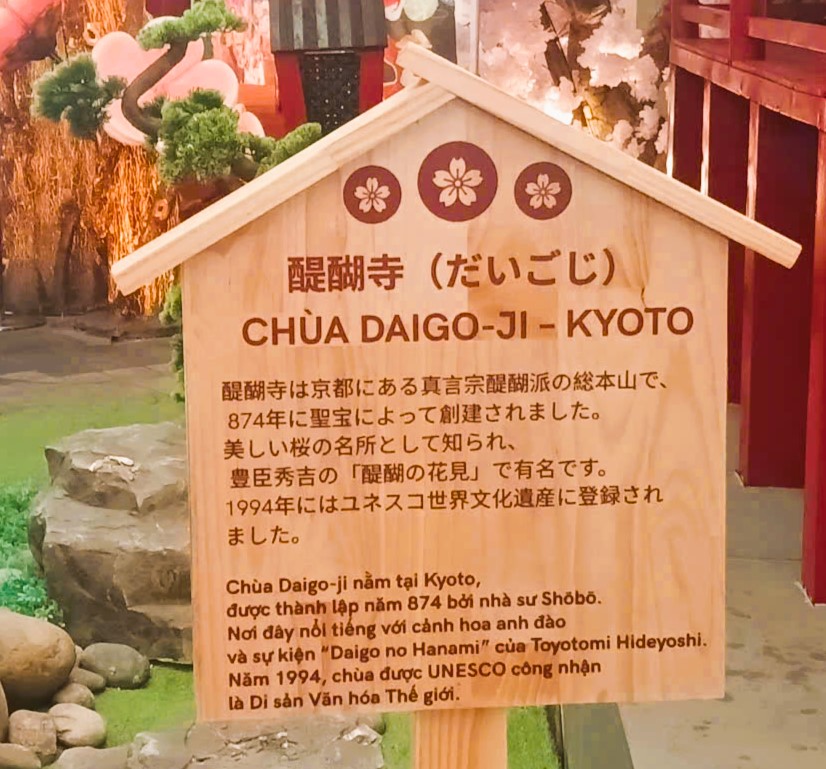 醍醐寺（だいごじ）
CHÙA DAIGO-JI – KYOTO
醍醐寺は京都にある真言宗醍醐派の総本山で、
874年に聖宝によって創建されました。
美しい桜の名所として知られ、
豊臣秀吉の「醍醐の花見」で有名です。
1994年にはユネスコ世界文化遺産に登録され
ました。
Chùa Daigo-ji nằm tại Kyoto,
được thành lập năm 874 bởi nhà sư Shōbō.
Nơi đây nổi tiếng với cảnh hoa anh đào
và sự kiện “Daigo no Hanami” của Toyotomi Hideyoshi.
Năm 1994, chùa được UNESCO công nhận
là Di sản Văn hóa Thế giới.